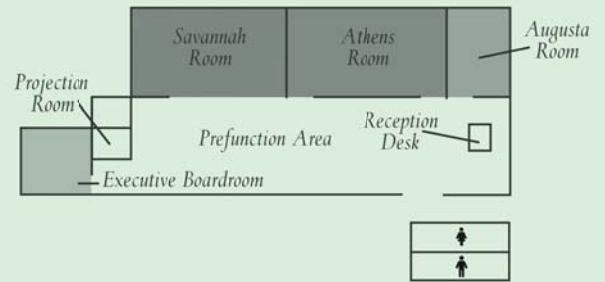 Savannah
Room
Athens
Room
Augusta
Room
Projection
Room
Prefunction Area
Reception
Desk
Executive Boardroom